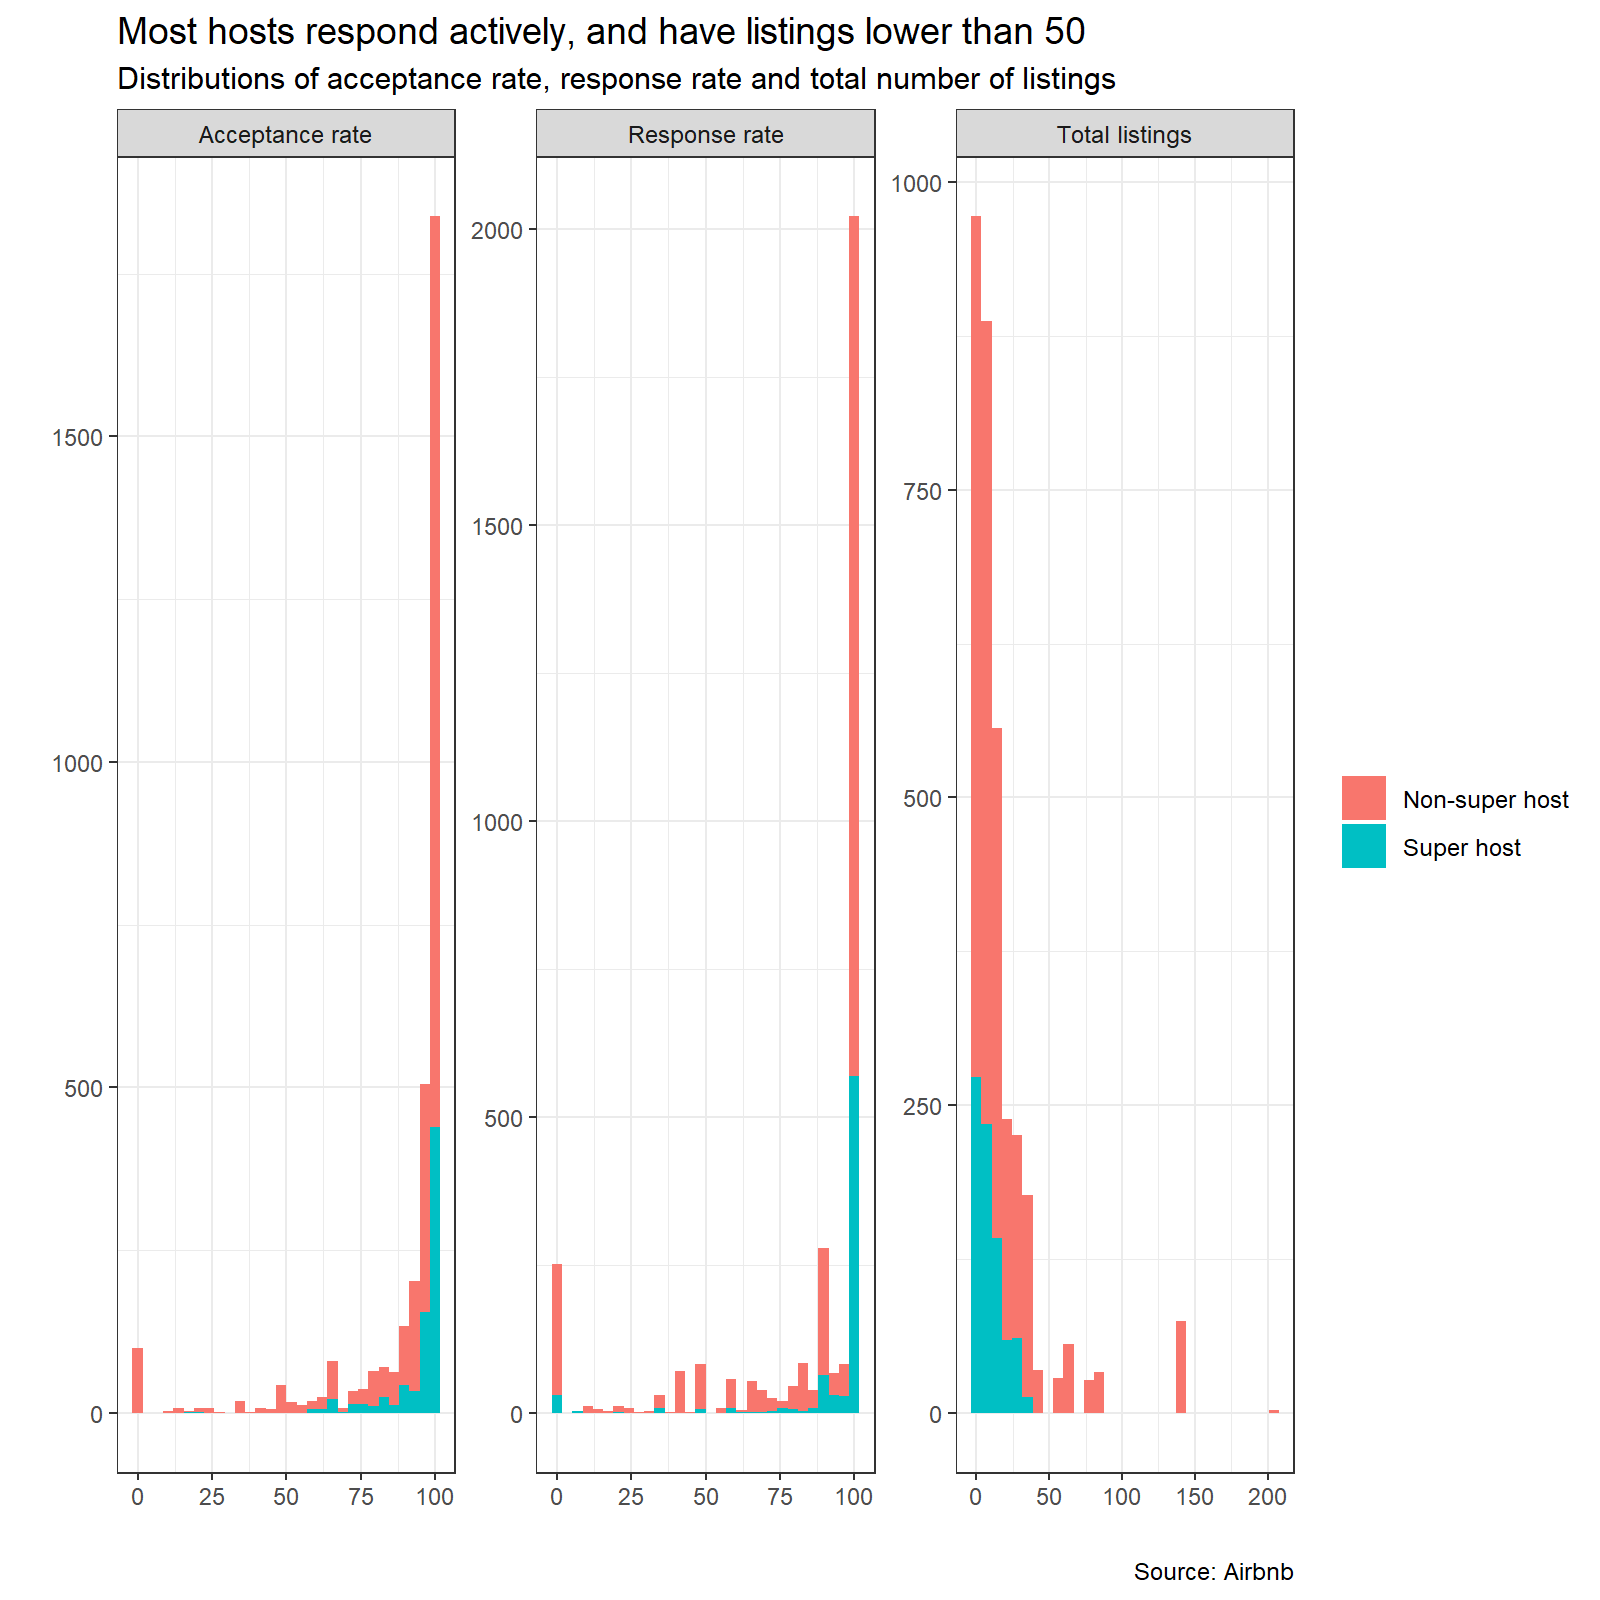 Most hosts respond actively, and have listings lower than 50
Distributions of acceptance rate, response rate and total number of listings
Acceptance rate
Response rate
Total listings
1500
1000
500
0
2000
1500
1000
500
0
1000
750
500
250
0
0 25 50 75 100
0 25 50 75 100
0 50 100 150 200
Non-super host
Super host
Source: Airbnb